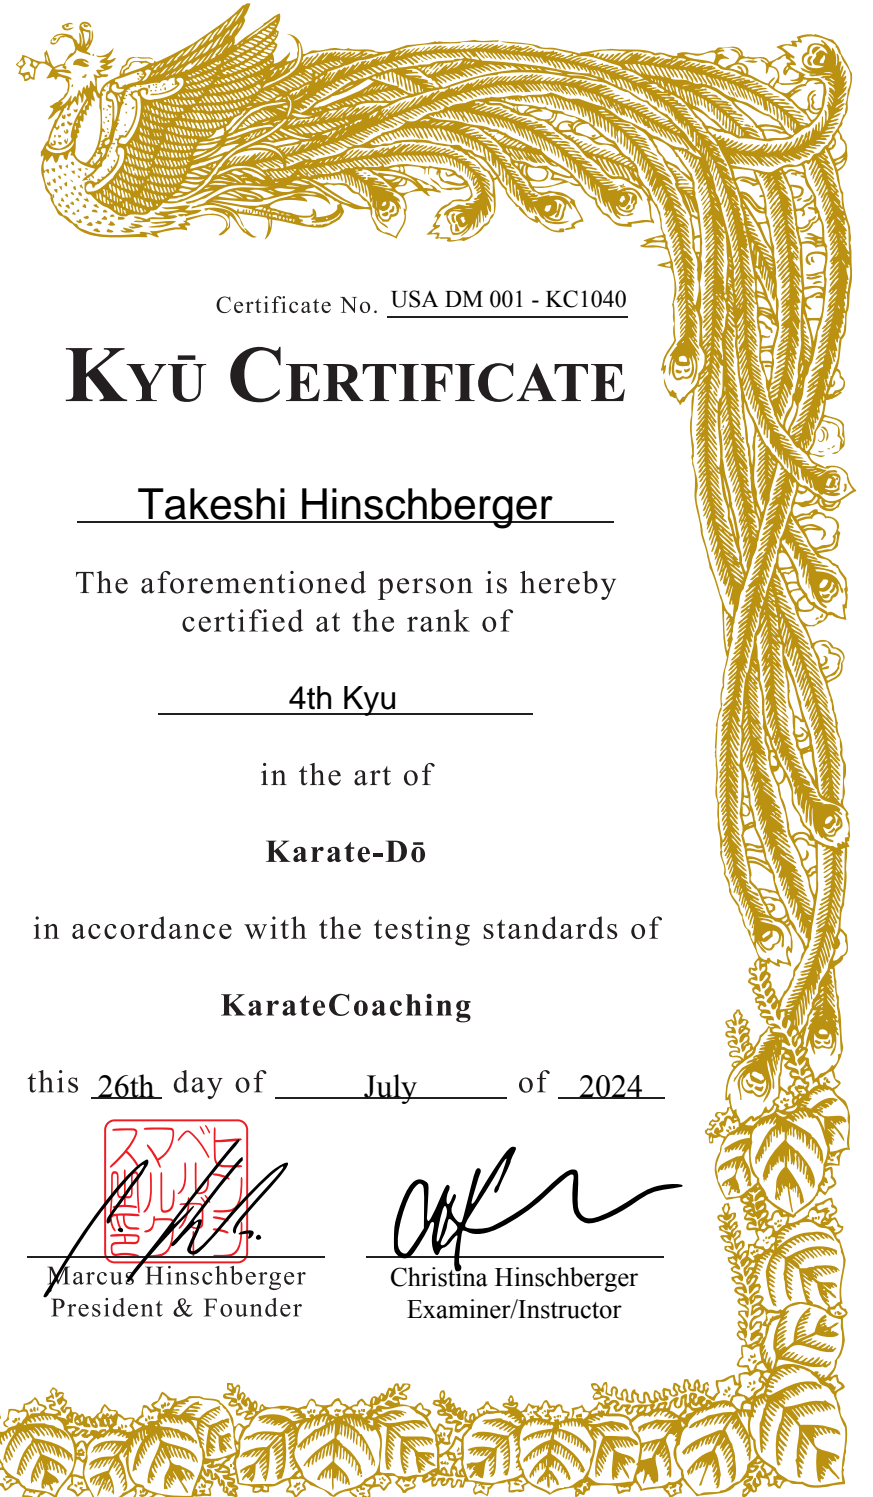 Certificate No. USA DM 001 - KC1040
KYŪ CERTIFICATE
Takeshi Hinschberger
The aforementioned person is hereby
certified at the rank of
4th Kyu
in the art of
Karate-Dō
in accordance with the testing standards of
KarateCoaching
this 26th day of July of 2024
Marcus Hinschberger
President & Founder
Christina Hinschberger
Examiner/Instructor